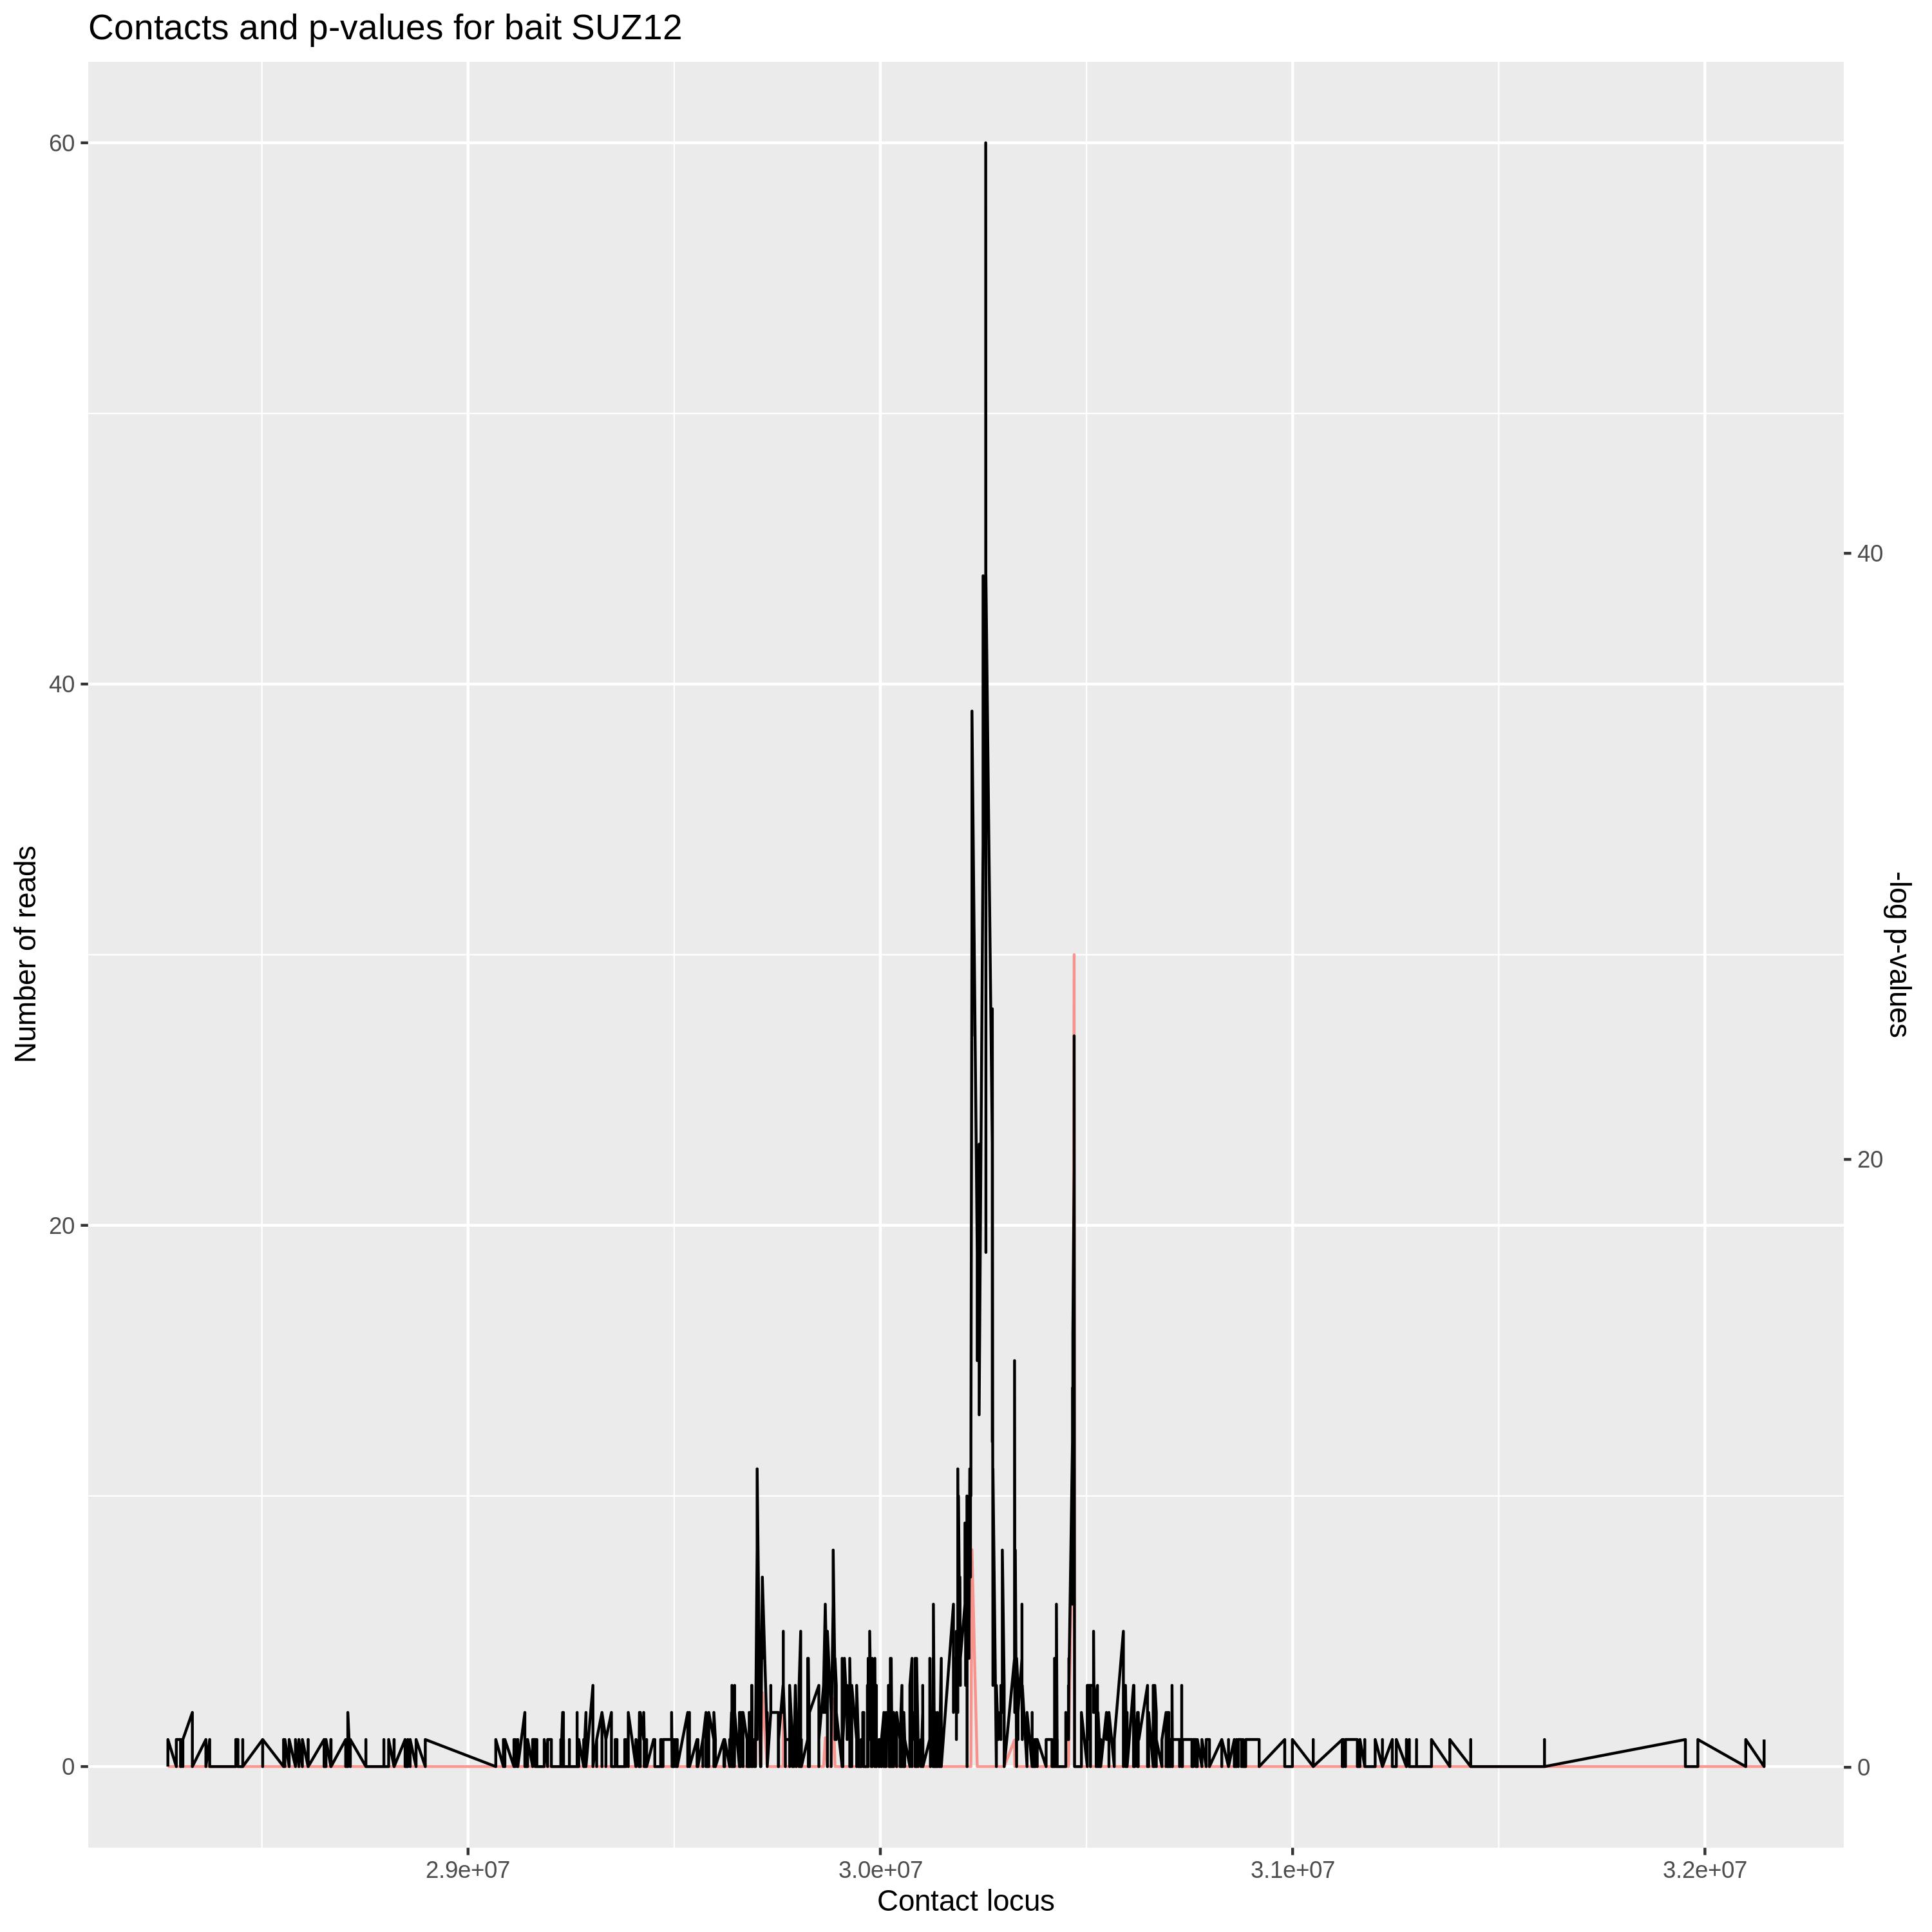 Contacts and p-values for bait SUZ12
60
40
20
0
Number of reads
40
20
0
-log p-values
2.9e+07
3.0e+07
3.1e+07
3.2e+07
Contact locus